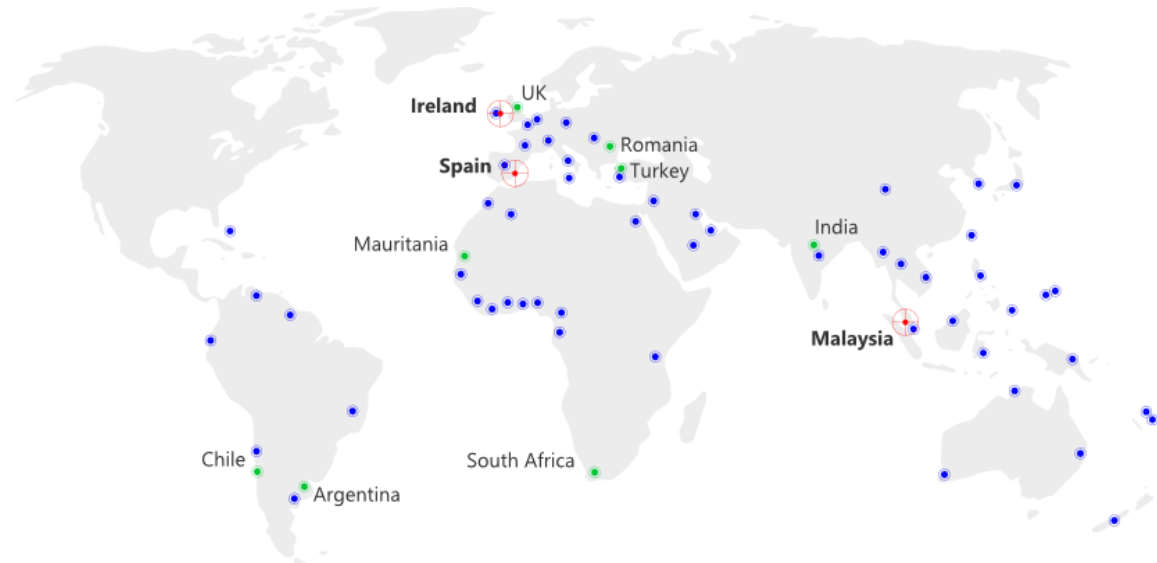 UK
Ireland
Romania
Spain
Turkey
India
Mauritania
Malaysia
Chile
South Africa
Argentina